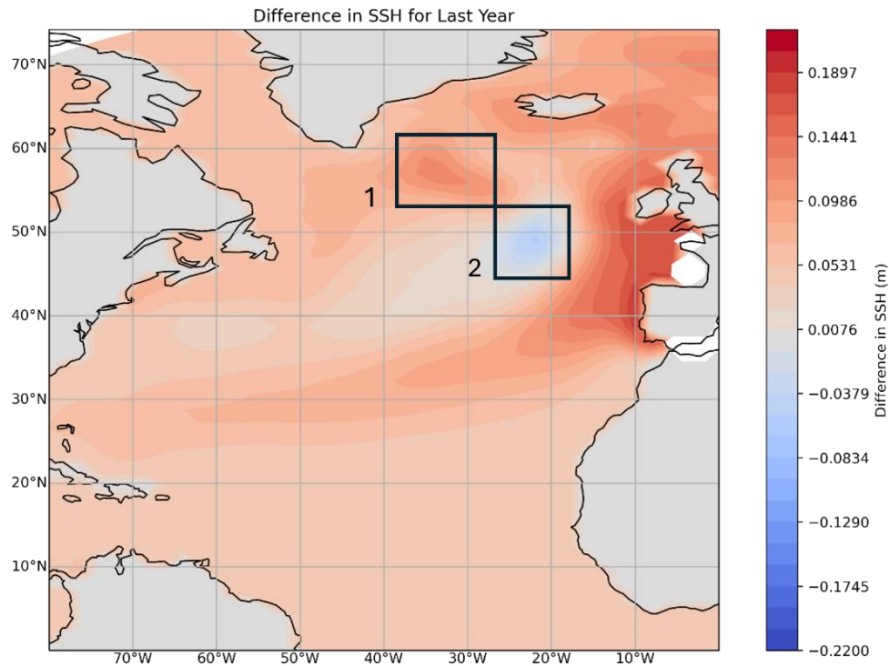 Difference in SSH for Last Year
70°N
60°N
50°N
40°N
30°N
20°N
10°N
1
2
70°W
60°W
50°W
40°W
30°W
20°W
10°W
0.1897
0.1441
0.0986
0.0531
0.0076
−0.0379
−0.0834
−0.1290
−0.1745
−0.2200
Difference in SSH (m)